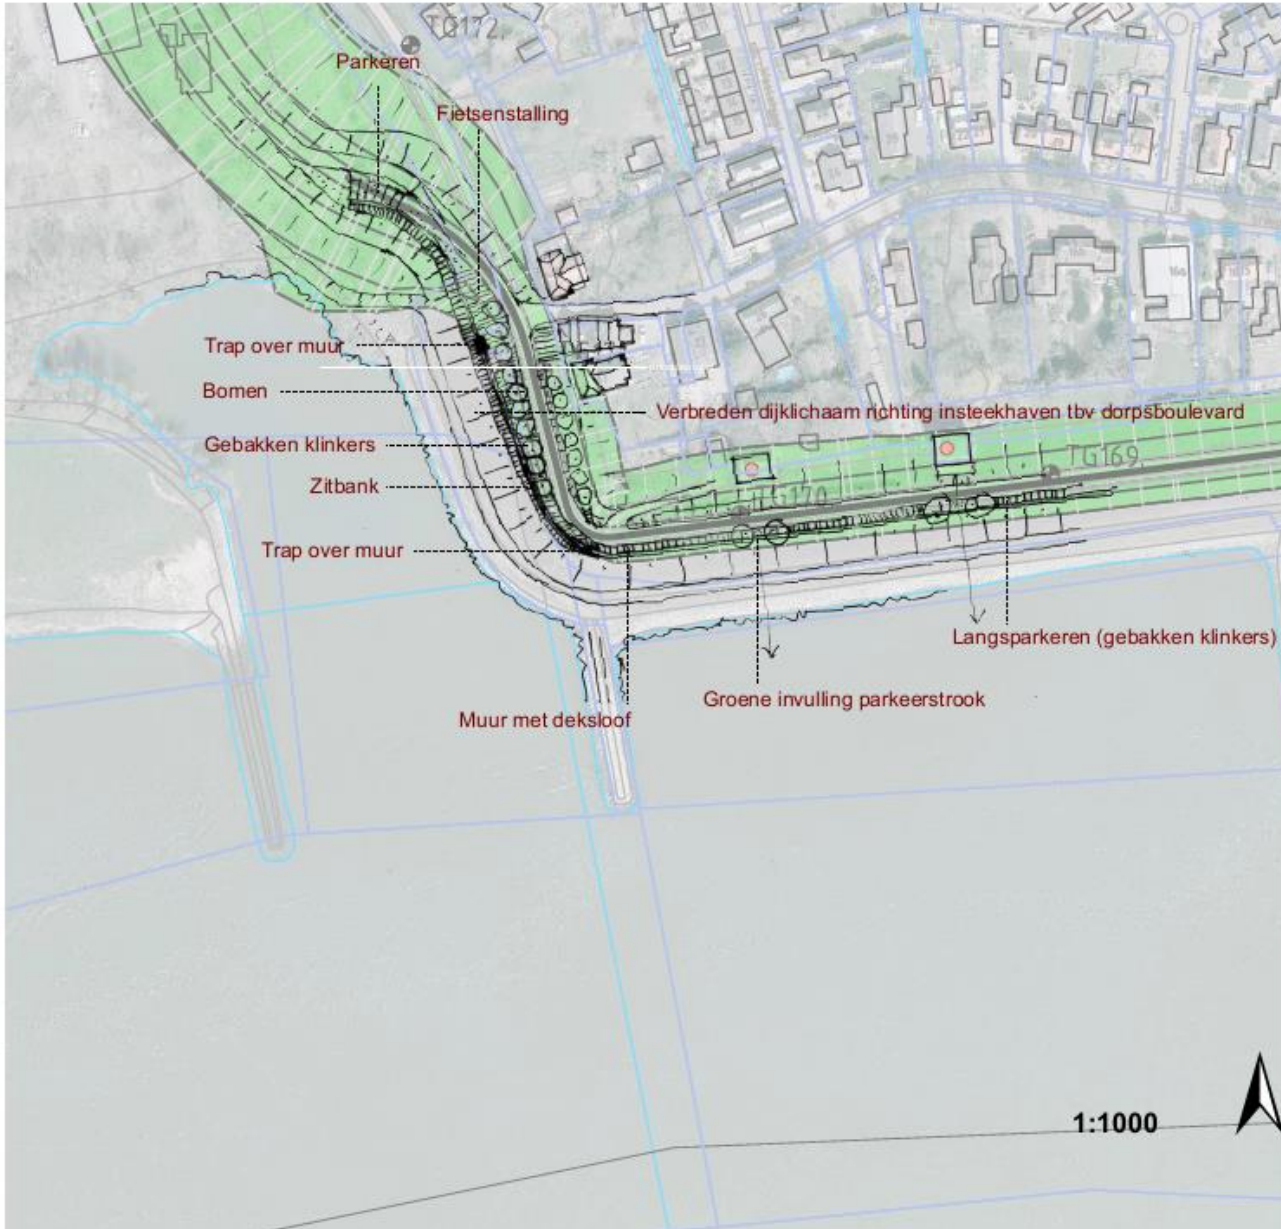 TG172.
Parkeren
Fietsenstalling
Trap over muur
Bomen
Verbreden dijklichaam richting insteekhaven tbv dorpsboulevard
Gebakken klinkers
TG169.
Zitbank
TG170.
Trap over muur
Langsparkeren (gebakken klinkers)
Groene invulling parkeerstrook
Muur met deksloof
1:1000